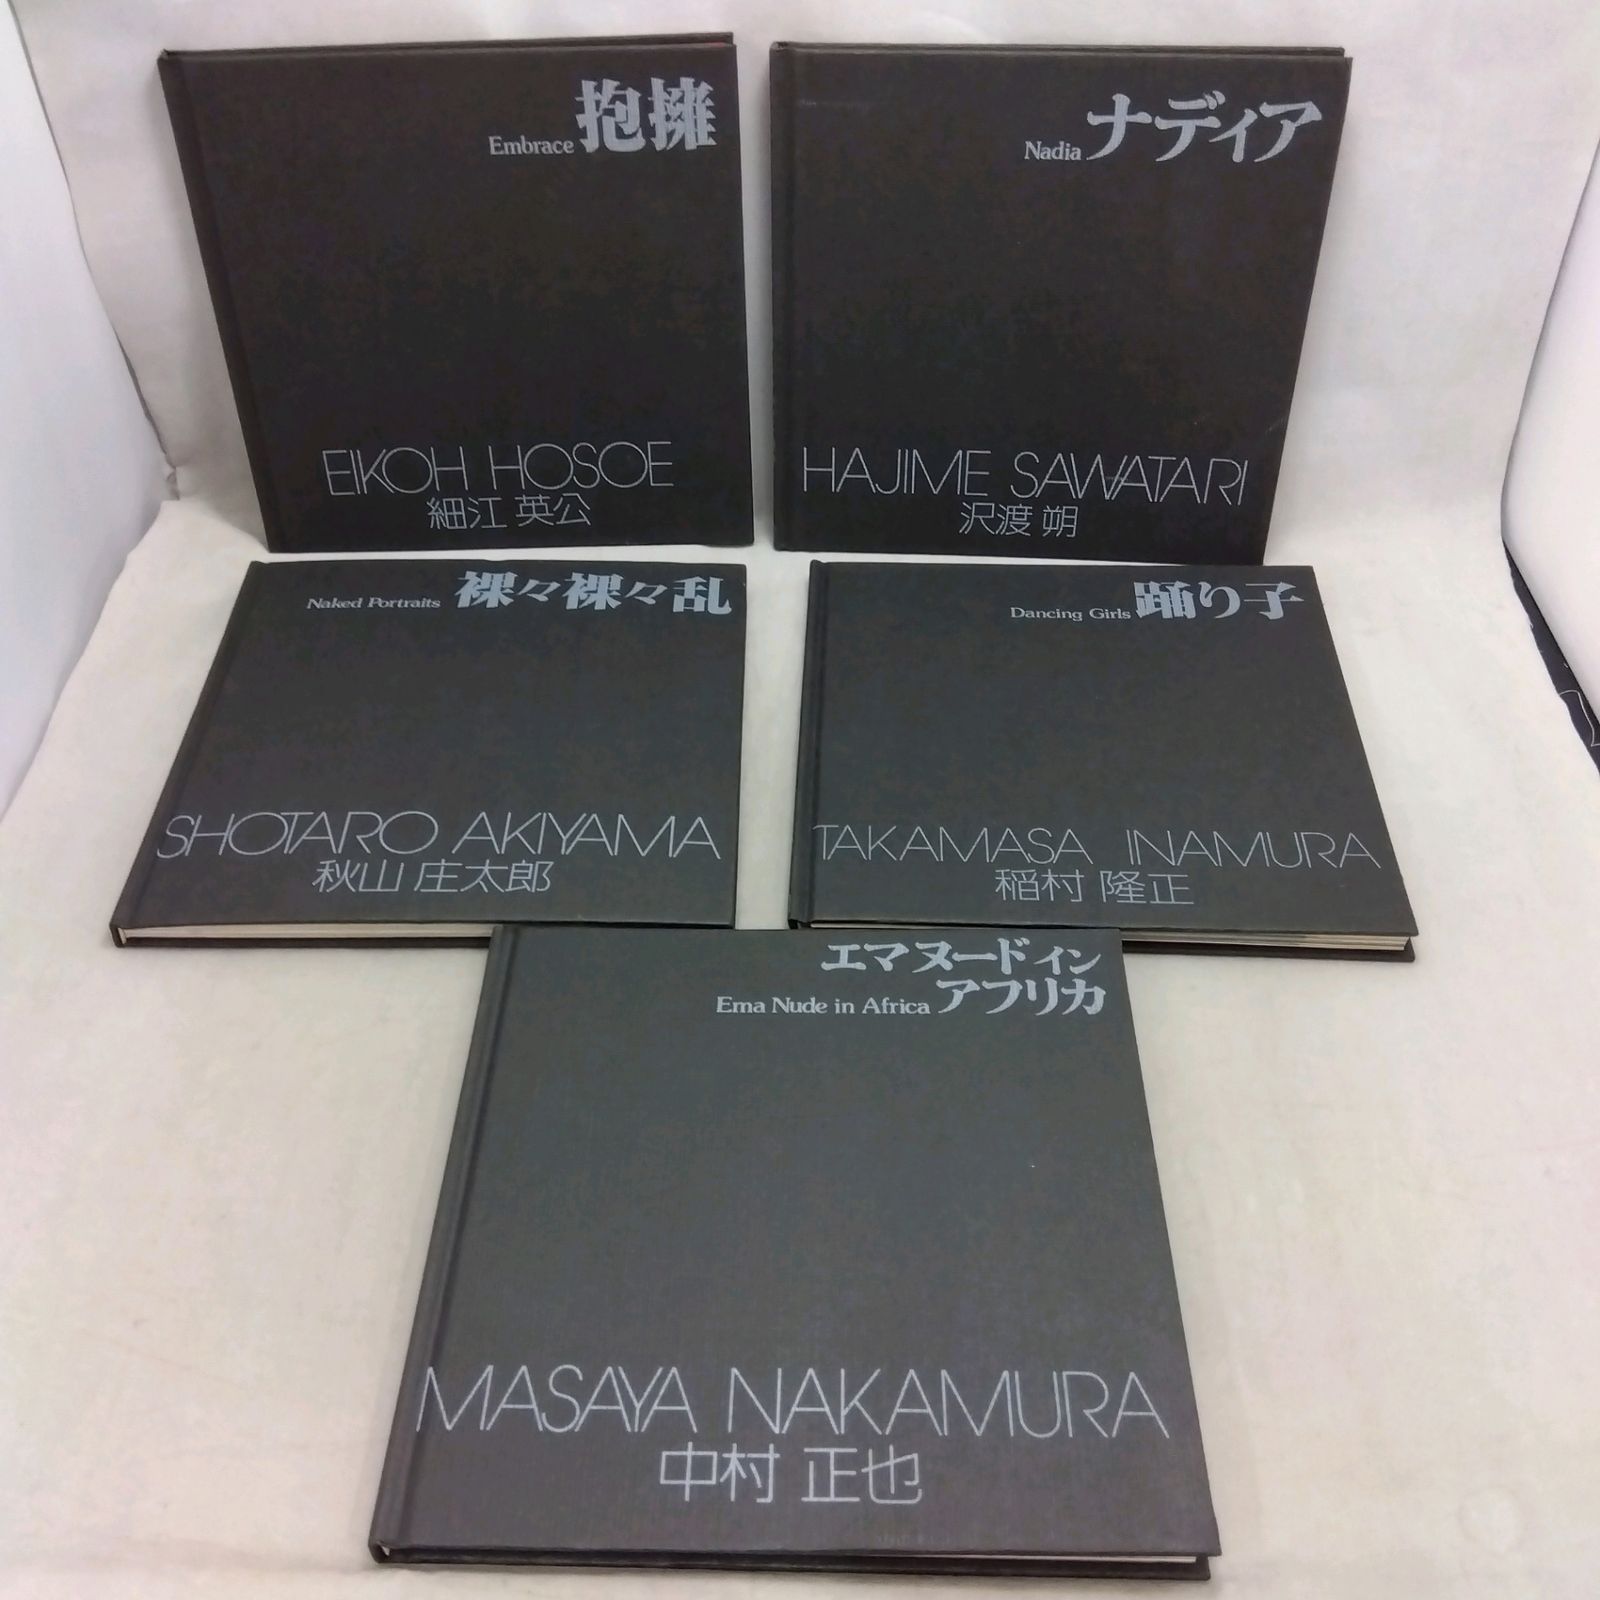 Embrace 抱擁
EIKOH HOSOE
細江 英公
Nadia ナディア
HAJIME SAWATARI
沢渡 朔
Naked Portraits 裸々裸々乱
SHOTARO AKIYAMA
秋山 庄太郎
Dancing Girls 踊り子
TAKAMASA INAMURA
稲村 隆正
エマ ヌード イン
Ema Nude in Africa アフリカ
MASAYA NAKAMURA
中村 正也